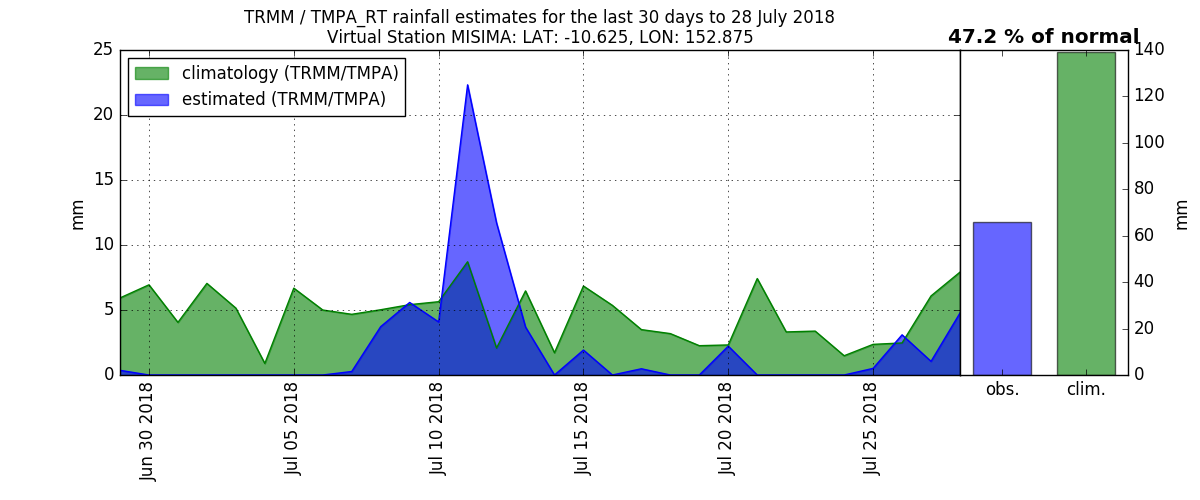 TRMM / TMPA_RT rainfall estimates for the last 30 days to 28 July 2018
Virtual Station MISIMA: LAT: -10.625, LON: 152.875
47.2 % of normal
climatology (TRMM/TMPA)
estimated (TRMM/TMPA)
25
20
15
10
5
0
mm
Jun 30 2018
Jul 05 2018
Jul 10 2018
Jul 15 2018
Jul 20 2018
Jul 25 2018
140
120
100
80
60
40
20
0
mm
obs.
clim.